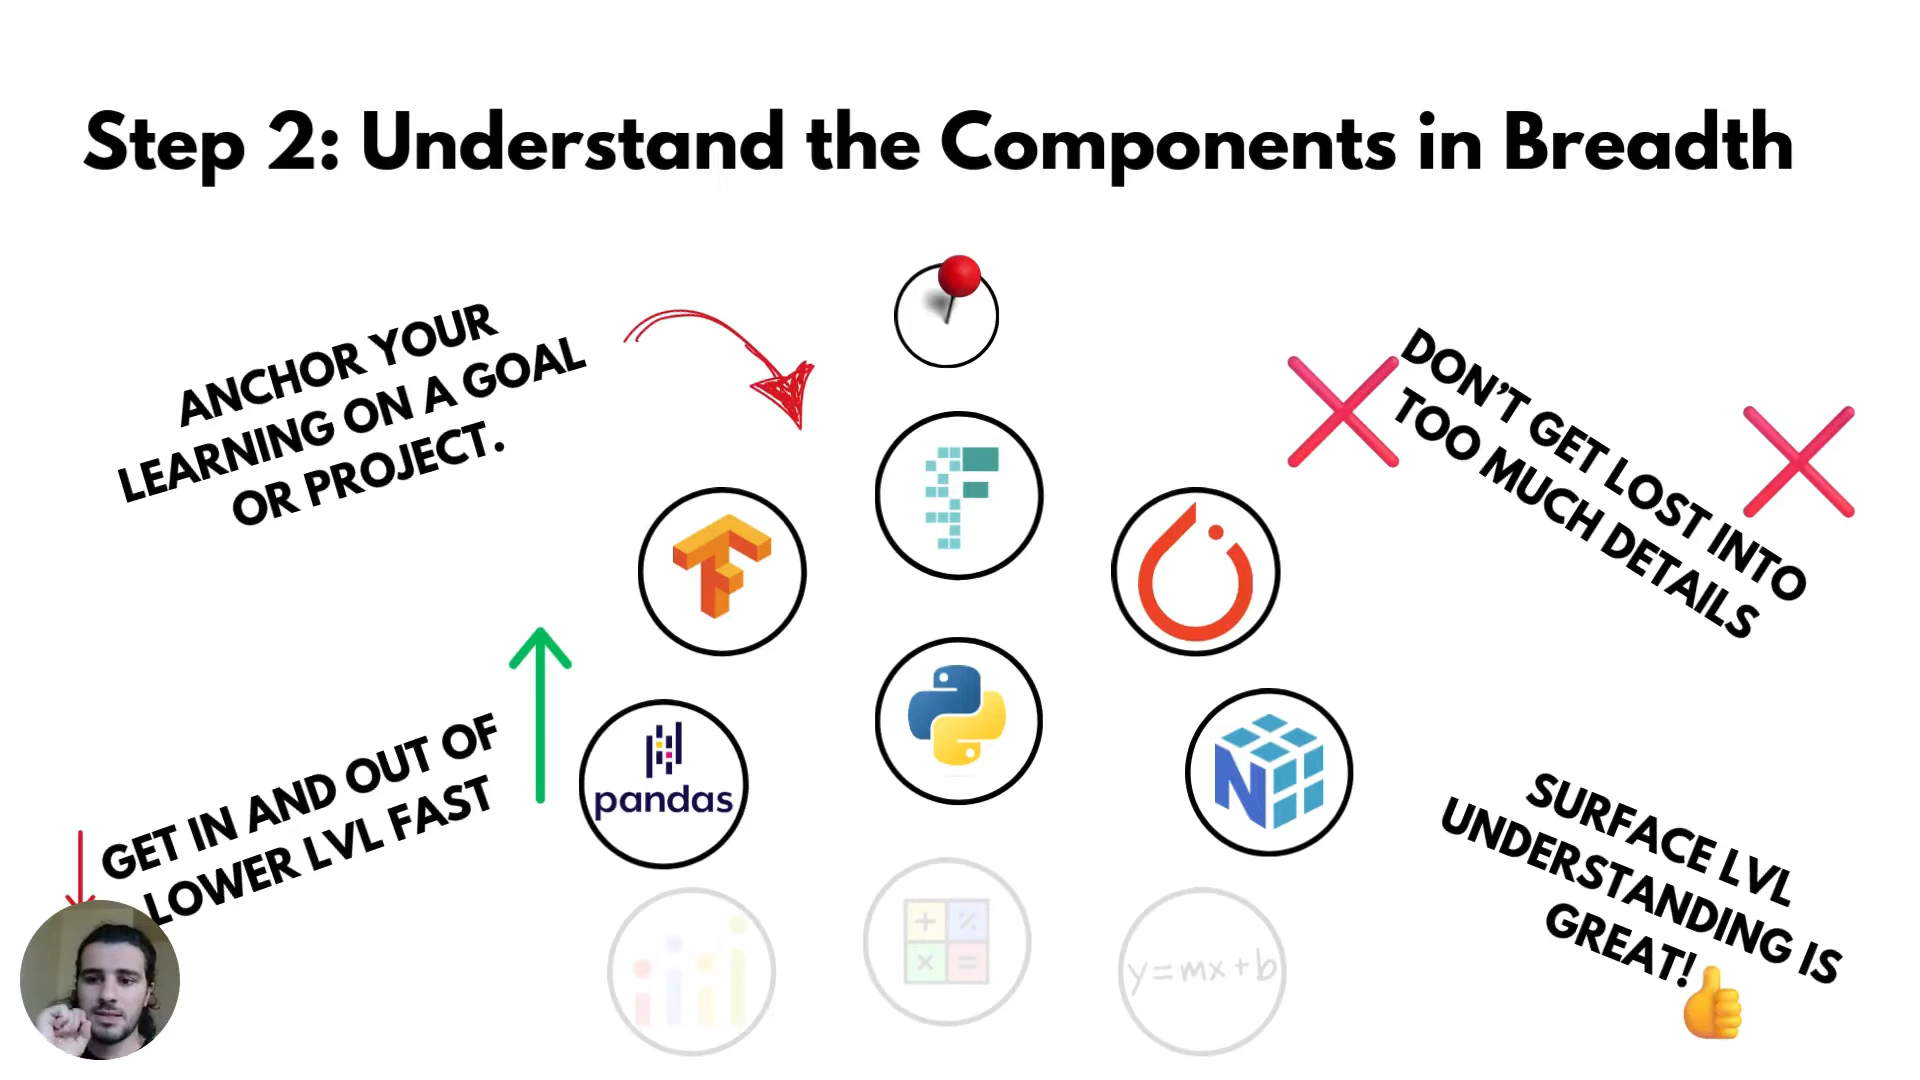 Step 2: Understand the Components in Breadth
ANCHOR YOUR
LEARNING ON A GOAL
OR PROJECT.
DON'T GET LOST INTO
TOO MUCH DETAILS
GET IN AND OUT OF
LOWER LVL FAST
pandas
SURFACE LVL
UNDERSTANDING IS
GREAT!
+ %
× =
y=mx+b